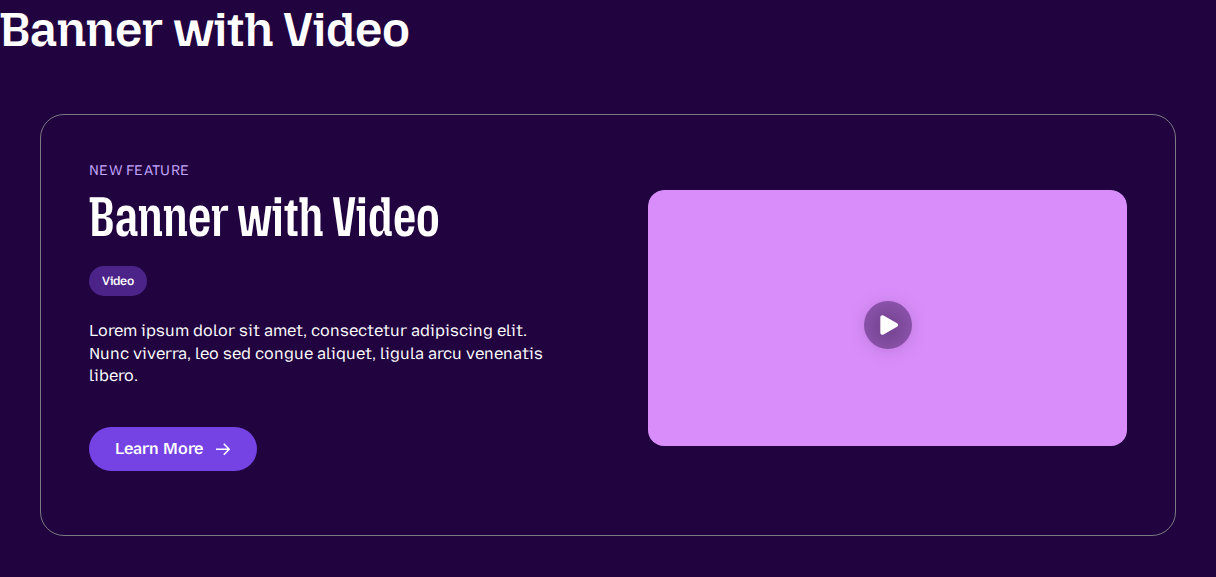 Banner with Video
NEW FEATURE
Banner with Video
Video
Lorem ipsum dolor sit amet, consectetur adipiscing elit.
Nunc viverra, leo sed congue aliquet, ligula arcu venenatis
libero.
Learn More